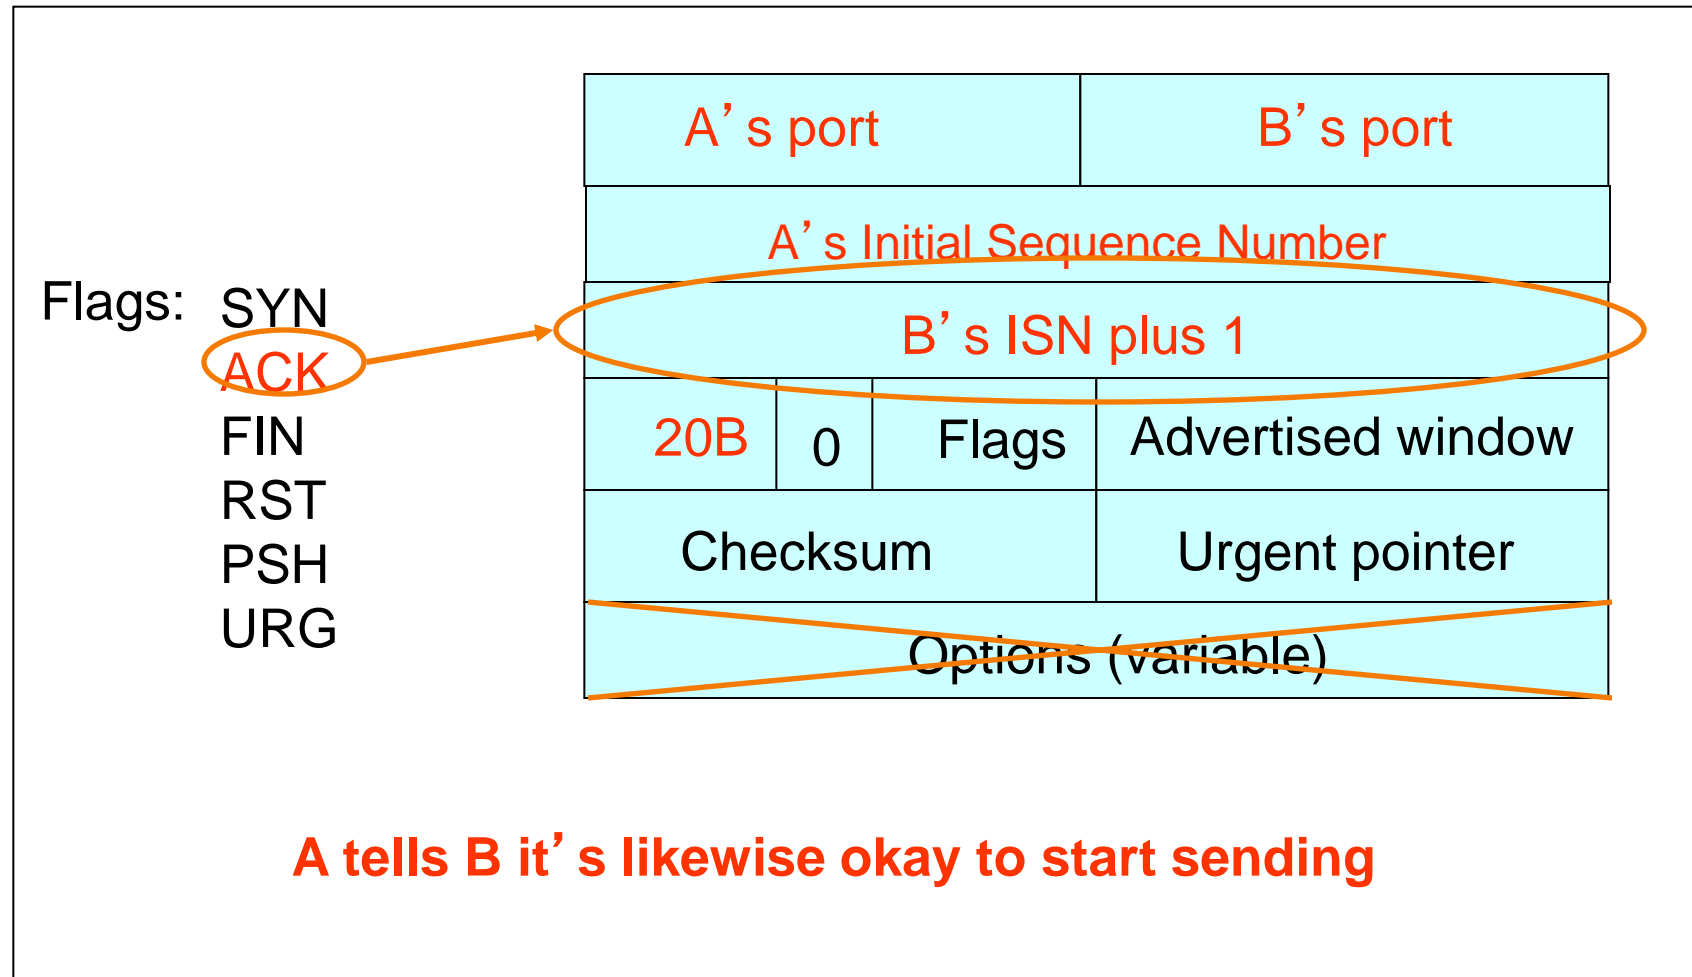 A’s port
B’s port
A’s Initial Sequence Number
Flags:
SYN
ACK
FIN
RST
PSH
URG
B’s ISN plus 1
20B
0
Flags
Advertised window
Checksum
Urgent pointer
Options (variable)
A tells B it’s likewise okay to start sending